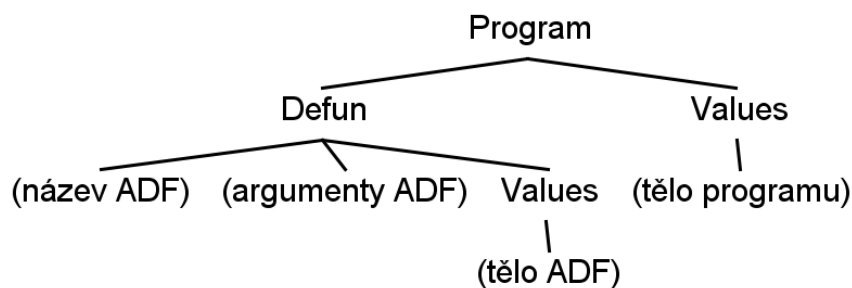 Program
Defun Values
(název ADF) (argumenty ADF) Values (tělo programu)
(tělo ADF)